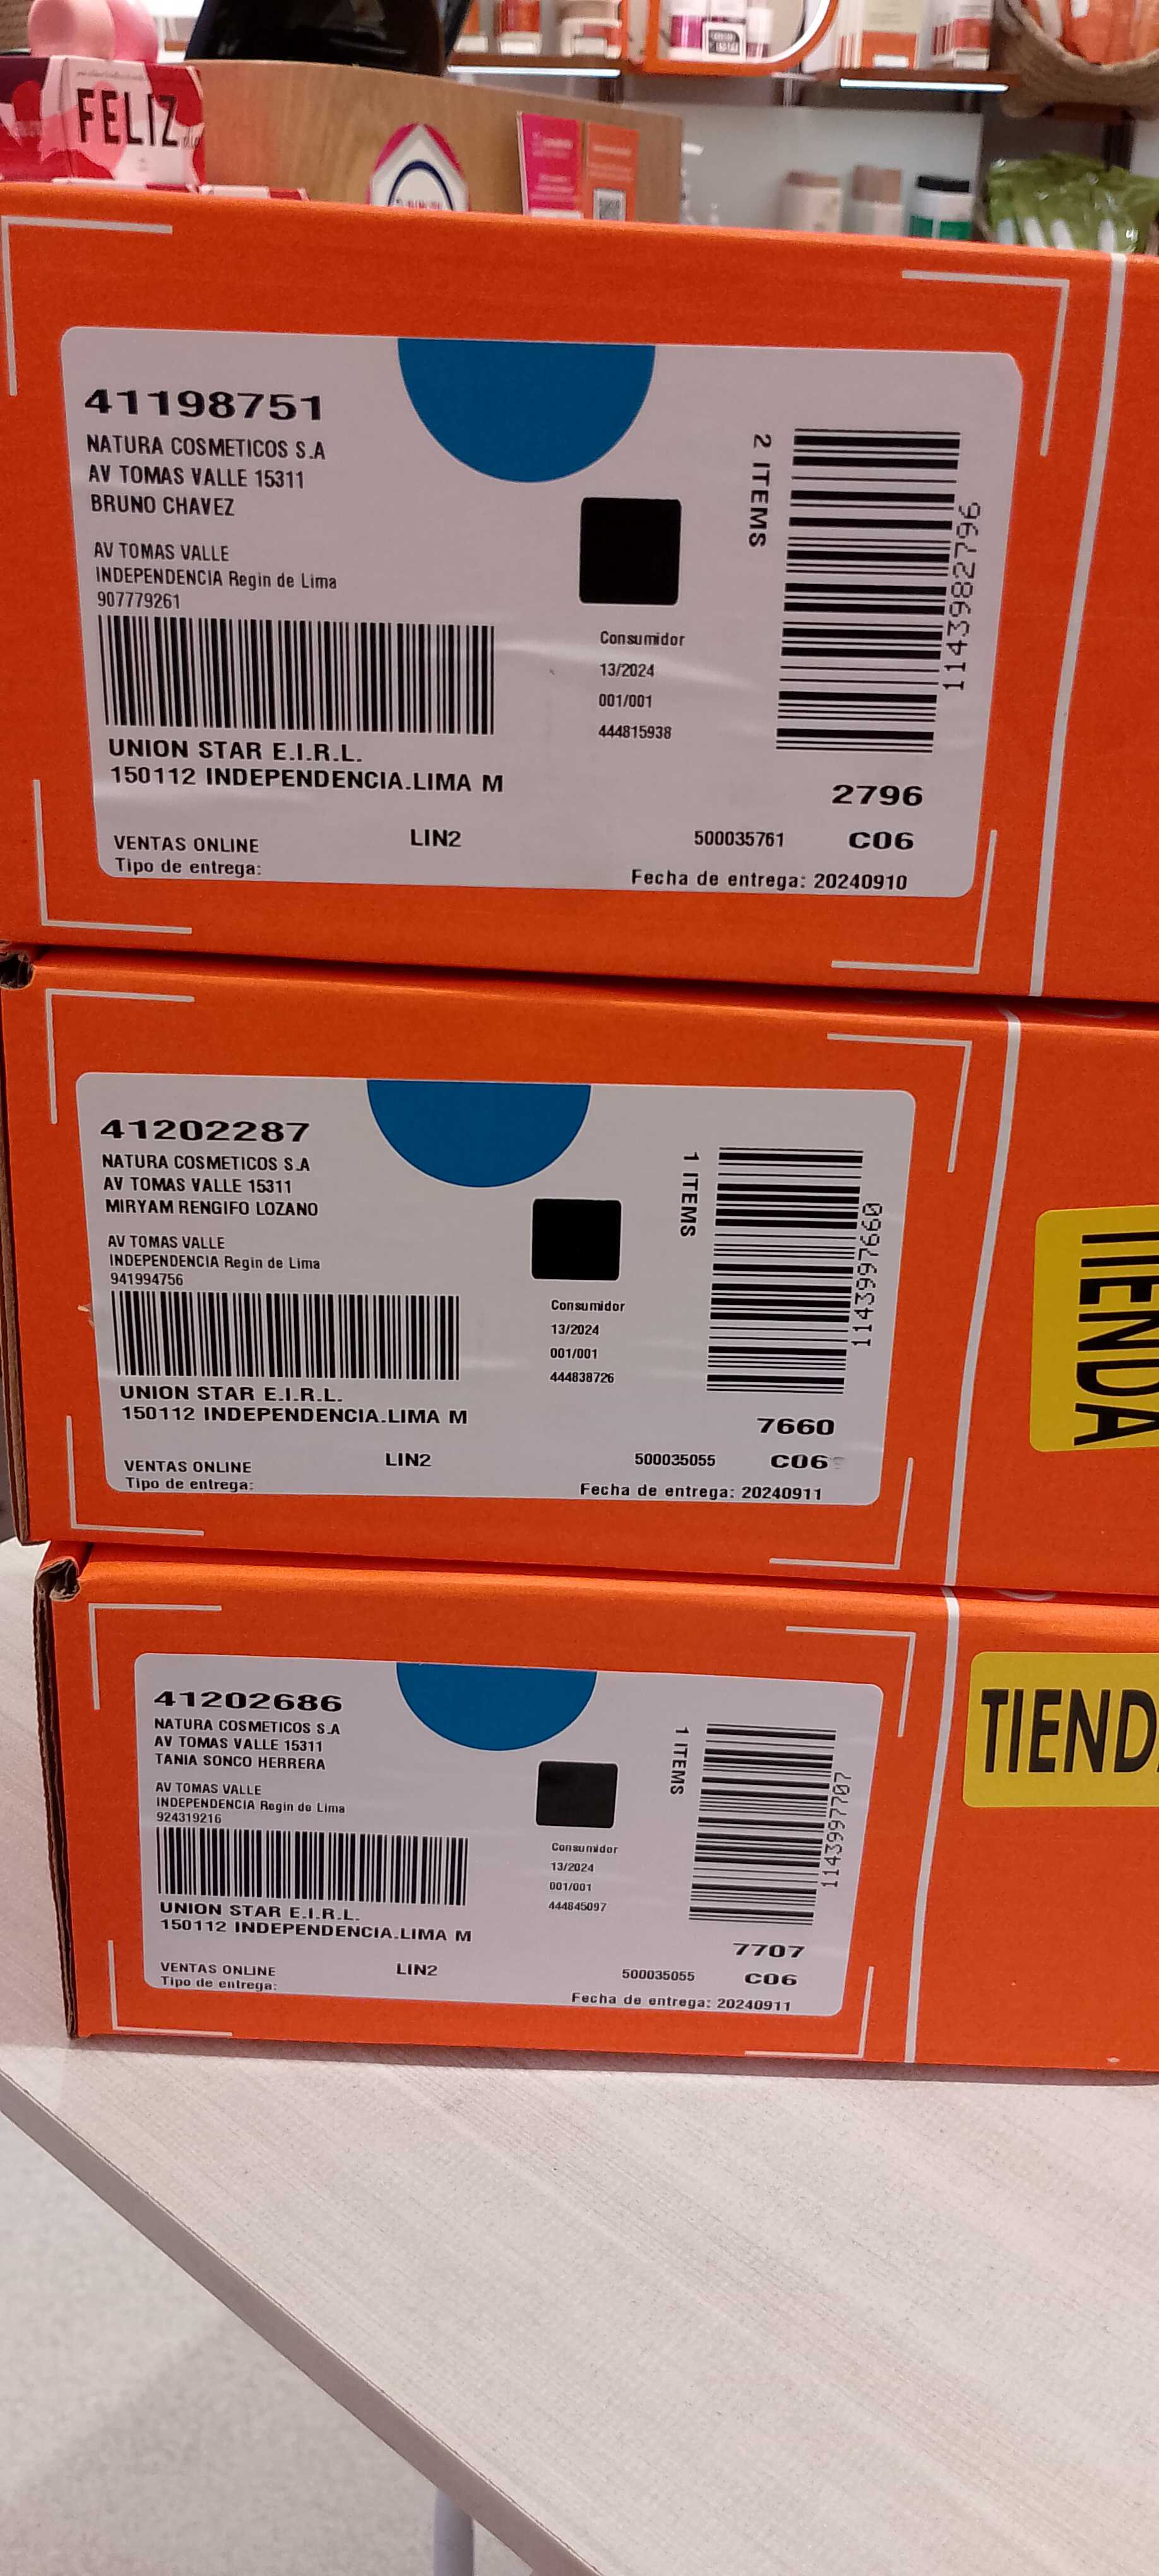 FELIZ
41198751
NATURA COSMETICOS S.A
AV TOMAS VALLE 15311
BRUNO CHAVEZ
AV TOMAS VALLE
INDEPENDENCIA Regin de Lima
907779261
UNION STAR E.I.R.L.
150112 INDEPENDENCIA.LIMA M
VENTAS ONLINE
Tipo de entrega:
LIN2
Consumidor
13/2024
001/001
444815938
2 ITEMS
114398279­6
2796
500035761
C06
Fecha de entrega: 20240910
41202287
NATURA COSMETICOS S.A
AV TOMAS VALLE 15311
MIRYAM RENGIFO LOZANO
AV TOMAS VALLE
INDEPENDENCIA Regin de Lima
941994756
UNION STAR E.I.R.L.
150112 INDEPENDENCIA.LIMA M
VENTAS ONLINE
Tipo de entrega:
LIN2
Consumidor
13/2024
001/001
444838726
1 ITEMS
1143997660
7660
500035055
C06
Fecha de entrega: 20240911
TIENDA
41202686
NATURA COSMETICOS S.A
AV TOMAS VALLE 15311
TANIA SONCO HERRERA
AV TOMAS VALLE
INDEPENDENCIA Regin de Lima
924319216
UNION STAR E.I.R.L.
150112 INDEPENDENCIA.LIMA M
VENTAS ONLINE
Tipo de entrega:
LIN2
Consumidor
13/2024
001/001
444845097
1 ITEMS
1143997707
7707
500035055
C06
Fecha de entrega: 20240911
TIEND